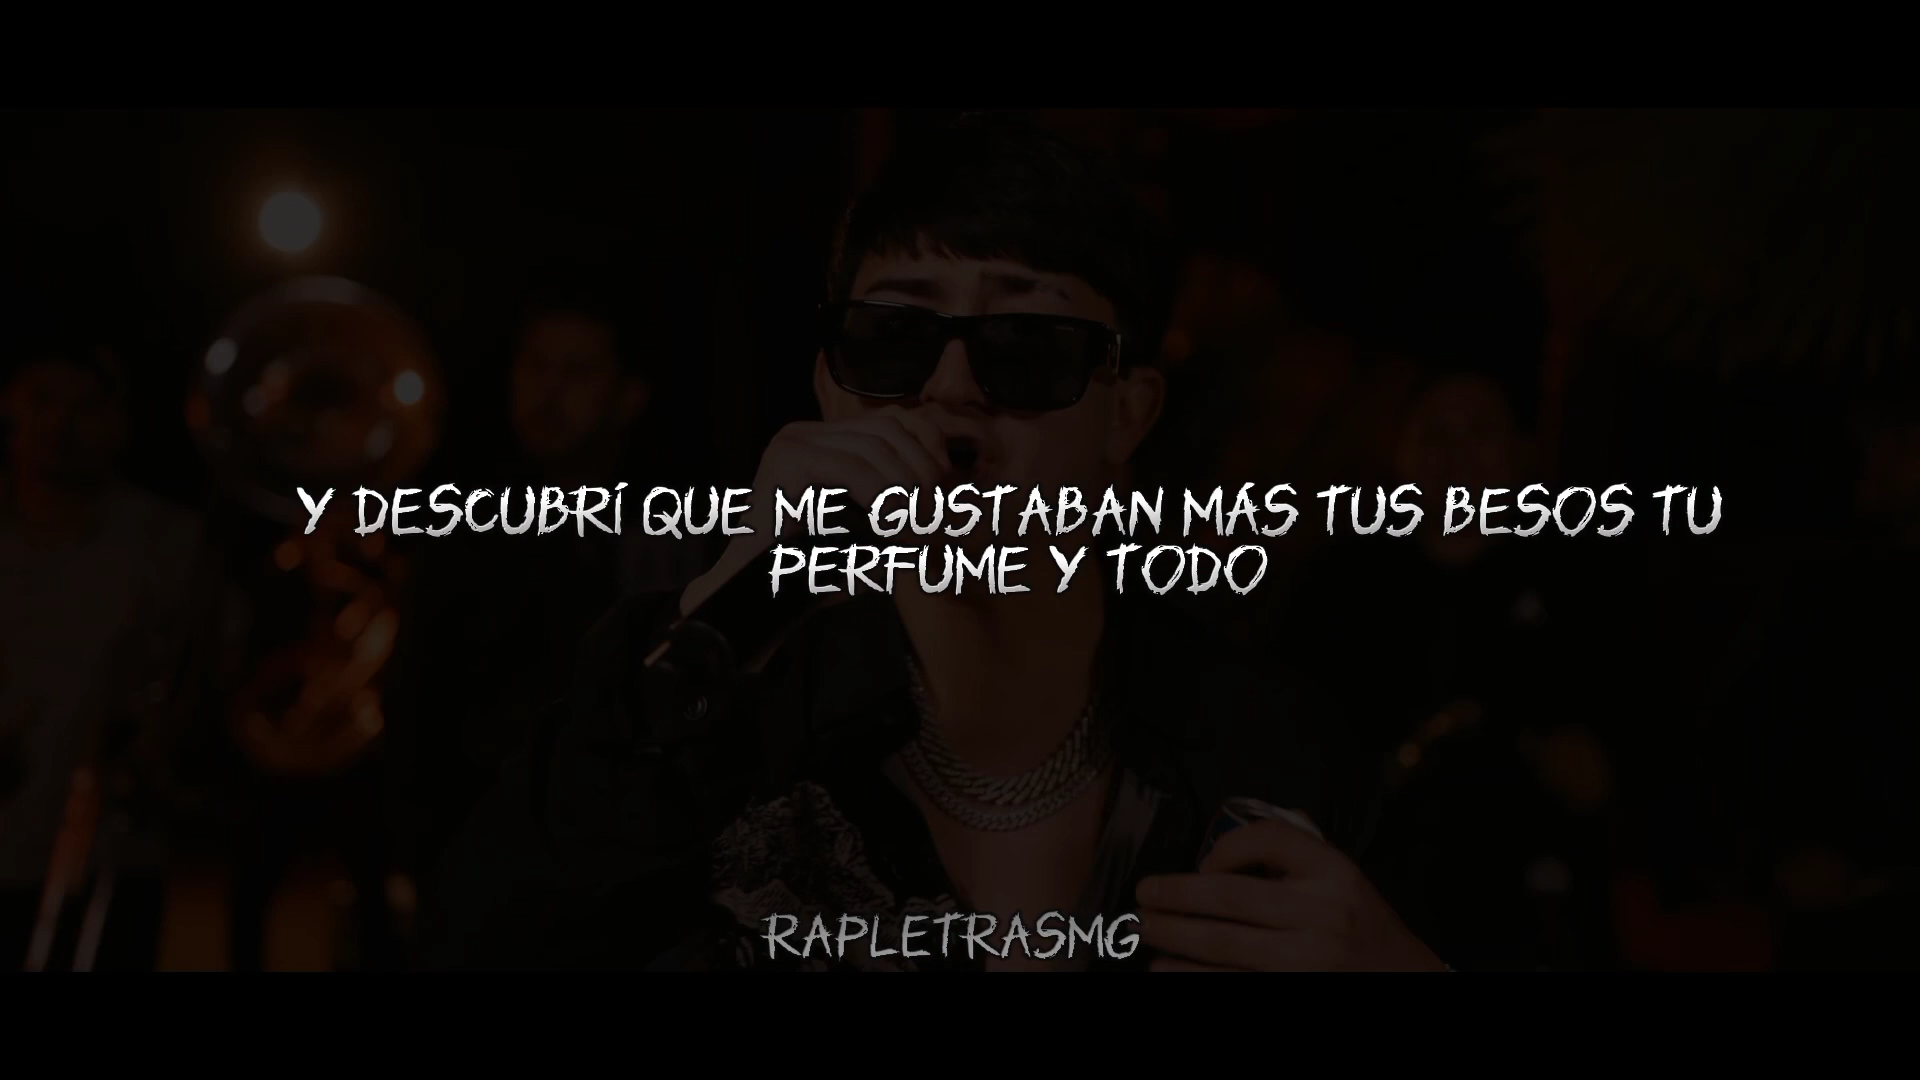 Y DESCUBRÍ QUE ME GUSTABAN MÁS TUS BESOS TU
PERFUME Y TODO
RAPLETRASMG